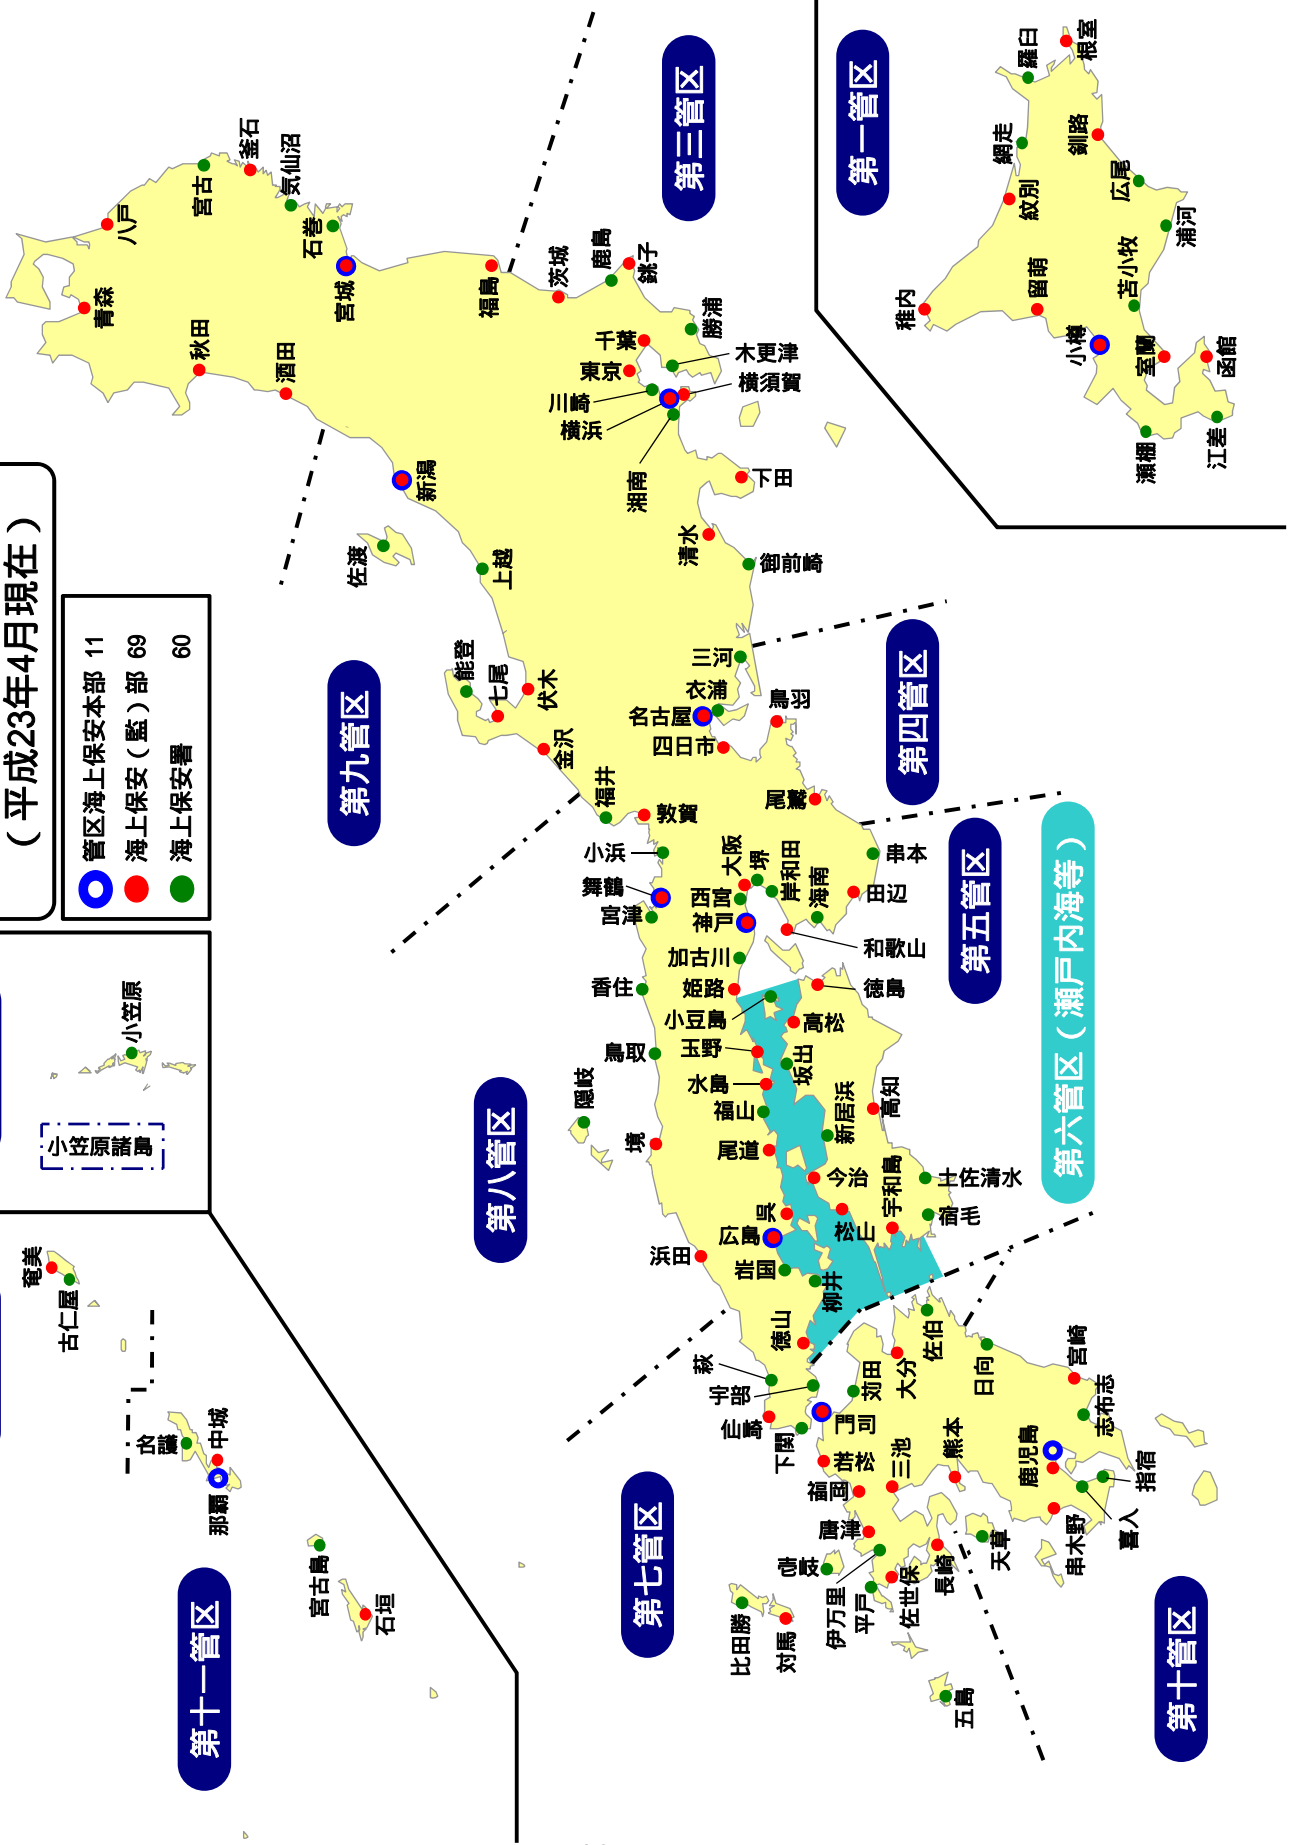 （平成23年4月現在）
管区海上保安本部 11
海上保安（監）部 69
海上保安署 60
第一管区
稚内
留萌
紋別
網走
羅臼
根室
釧路
広尾
浦河
苫小牧
小樽
室蘭
函館
江差
瀬棚
青森
八戸
宮古
釜石
気仙沼
石巻
宮城
秋田
酒田
福島
第三管区
茨城
鹿島
銚子
千葉
勝浦
木更津
東京
川崎
横浜
横須賀
湘南
下田
清水
御前崎
第九管区
新潟
佐渡
上越
能登
七尾
伏木
金沢
第四管区
三河
衣浦
名古屋
四日市
鳥羽
尾鷲
第五管区
串本
田辺
海南
和歌山
岸和田
堺
大阪
西宮
神戸
加古川
姫路
徳島
高知
土佐清水
宿毛
第八管区
福井
敦賀
小浜
舞鶴
宮津
香住
鳥取
隠岐
境
浜田
第六管区（瀬戸内海等）
小豆島
高松
玉野
坂出
水島
福山
新居浜
尾道
今治
呉
松山
宇和島
広島
岩国
柳井
徳山
第七管区
萩
宇部
仙崎
下関
門司
苅田
大分
佐伯
若松
福岡
三池
唐津
壱岐
伊万里
平戸
佐世保
長崎
比田勝
対馬
五島
第十管区
日向
宮崎
志布志
熊本
鹿児島
指宿
喜入
串木野
天草
奄美
古仁屋
第十一管区
名護
中城
那覇
宮古島
石垣
小笠原
小笠原諸島